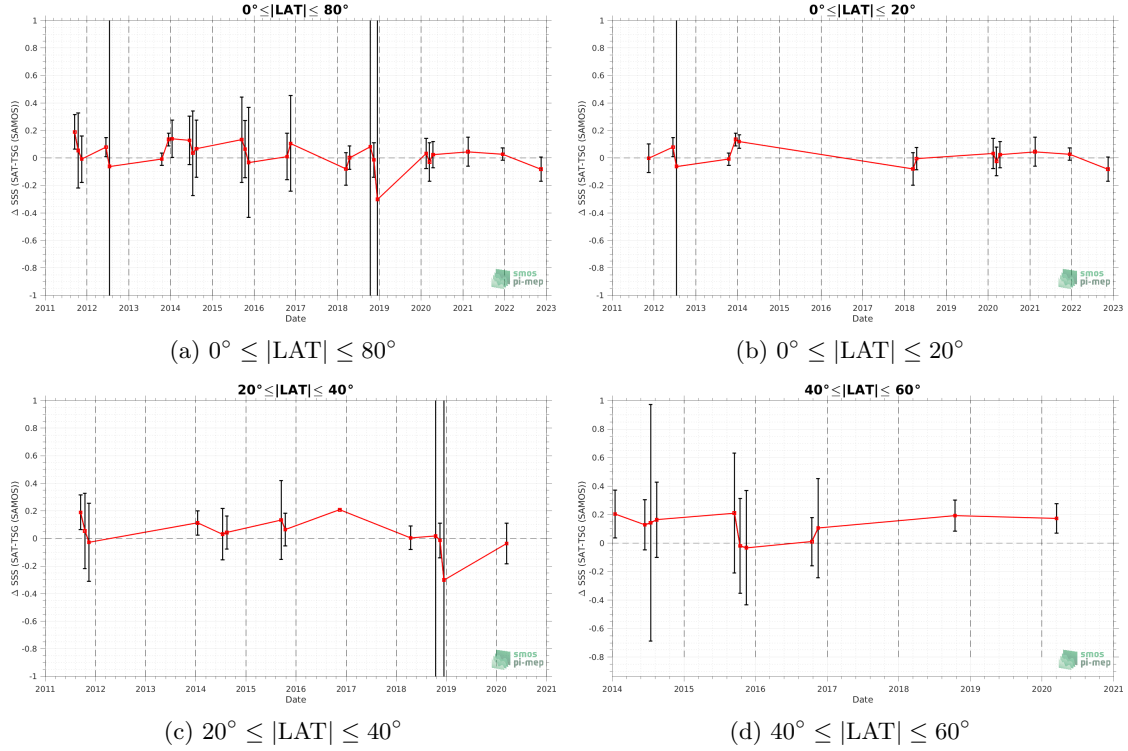 0°≤|LAT|≤ 80°
Δ SSS (SAT-TSG (SAMOS))
1
0.8
0.6
0.4
0.2
0
-0.2
-0.4
-0.6
-0.8
-1
2011 2012 2013 2014 2015 2016 2017 2018 2019 2020 2021 2022 2023
Date
smos
pi-mep
(a) 0° ≤ |LAT| ≤ 80°
0°≤|LAT|≤ 20°
Δ SSS (SAT-TSG (SAMOS))
1
0.8
0.6
0.4
0.2
0
-0.2
-0.4
-0.6
-0.8
-1
2011 2012 2013 2014 2015 2016 2017 2018 2019 2020 2021 2022 2023
Date
smos
pi-mep
(b) 0° ≤ |LAT| ≤ 20°
20°≤|LAT|≤ 40°
Δ SSS (SAT-TSG (SAMOS))
1
0.8
0.6
0.4
0.2
0
-0.2
-0.4
-0.6
-0.8
-1
2011 2012 2013 2014 2015 2016 2017 2018 2019 2020 2021
Date
smos
pi-mep
(c) 20° ≤ |LAT| ≤ 40°
40°≤|LAT|≤ 60°
Δ SSS (SAT-TSG (SAMOS))
1
0.8
0.6
0.4
0.2
0
-0.2
-0.4
-0.6
-0.8
2014 2015 2016 2017 2018 2019 2020 2021
Date
smos
pi-mep
(d) 40° ≤ |LAT| ≤ 60°